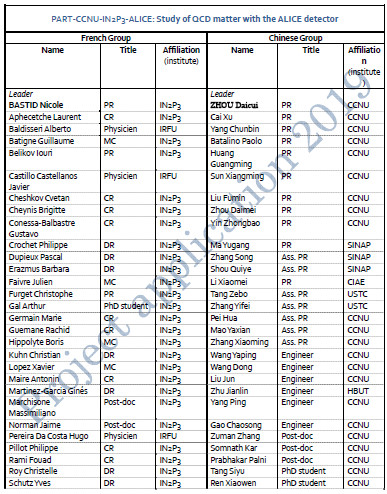 PART-CCNU-IN2P3-ALICE: Study of QCD matter with the ALICE detector
French Group Chinese Group
Name Title Affiliation (institute) Name Title Affiliatio n (institute
Leader Leader
BASTID Nicole PR IN2P3 ZHOU Daicui PR CCNU
Aphecetche Laurent CR IN2P3 Cai Xu PR CCNU
Baldisseri Alberto Physicien IRFU Yang Chunbin PR CCNU
Batigne Guillaume MC IN2P3 Batalino Paolo PR CCNU
Belikov Iouri PR IN2P3 Huang Guangming PR CCNU
Castillo Castellanos Javier Physicien IRFU Sun Xiangming PR CCNU
Cheshkov Cvetan CR IN2P3 Liu Fumin PR CCNU
Cheynis Brigitte CR IN2P3 Zhou Daimei PR CCNU
Conessa-Balbastre Gustavo CR IN2P3 Yin Zhongbao PR CCNU
Crochet Philippe DR IN2P3 Ma Yugang PR SINAP
Dupieux Pascal DR IN2P3 Zhang Song Ass. PR SINAP
Erazmus Barbara DR IN2P3 Shou Quiye Ass. PR SINAP
Faivre Julien MC IN2P3 Li Xiaomei PR CIAE
Furget Christophe PR IN2P3 Tang Zebo Ass. PR USTC
Gal Arthur PhD student IN2P3 Zhang Yifei Ass. PR USTC
Germain Marie CR IN2P3 Pei Hua Ass. PR CCNU
Guernane Rachid CR IN2P3 Mao Yaxian Ass. PR CCNU
Hippolyte Boris MC IN2P3 Zhang Xiaoming Ass. PR CCNU
Kuhn Christian DR IN2P3 Wang Yaping Engineer CCNU
Lopez Xavier MC IN2P3 Wang Dong Engineer CCNU
Maire Antonin CR IN2P3 Liu Jun Engineer CCNU
Martinez-Garcia Ginés DR IN2P3 Zhu Jianlin Engineer HBUT
Marchisone Massimiliano Post-doc IN2P3 Yang Ping Engineer CCNU
Norman Jaime Post-doc IN2P3 Gao Chaosong Engineer CCNU
Pereira Da Costa Hugo Physicien IRFU Zuman Zhang Post-doc CCNU
Pillot Philippe CR IN2P3 Somnath Kar Post-doc CCNU
Rami Fouad CR IN2P3 Prabhakar Palni Post-doc CCNU
Roy Christelle DR IN2P3 Tang Siyu PhD student CCNU
Schutz Yves DR IN2P3 Ren Xiaowen PhD student CCNU
Project application 2019